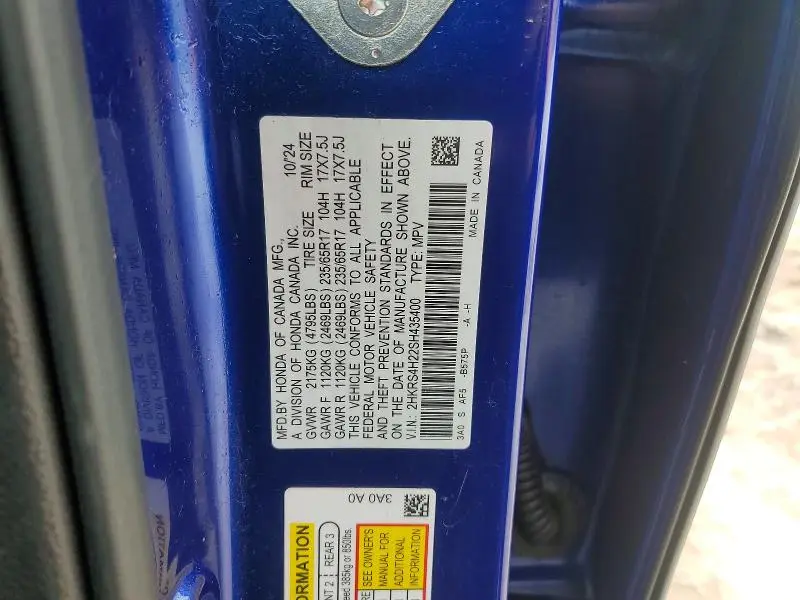 MFD.BY HONDA OF CANADA MFG.,
A DIVISION OF HONDA CANADA INC. 10/24
GVWR 2175KG (4795LBS) TIRE SIZE RIM SIZE
GAWR F 1120KG (2469LBS) 235/65R17 104H 17X7.5J
GAWR R 1120KG (2469LBS) 235/65R17 104H 17X7.5J
THIS VEHICLE CONFORMS TO ALL APPLICABLE
FEDERAL MOTOR VEHICLE SAFETY
AND THEFT PREVENTION STANDARDS IN EFFECT
ON THE DATE OF MANUFACTURE SHOWN ABOVE.
V.I.N.: 2HKRS4H22SH435400 TYPE: MPV
3A0 S AF5 -B575P -A -H MADE IN CANADA
3A0 A0
REAR 3
385kg or 850lbs.
SEE OWNER'S
MANUAL FOR
ADDITIONAL
INFORMATION